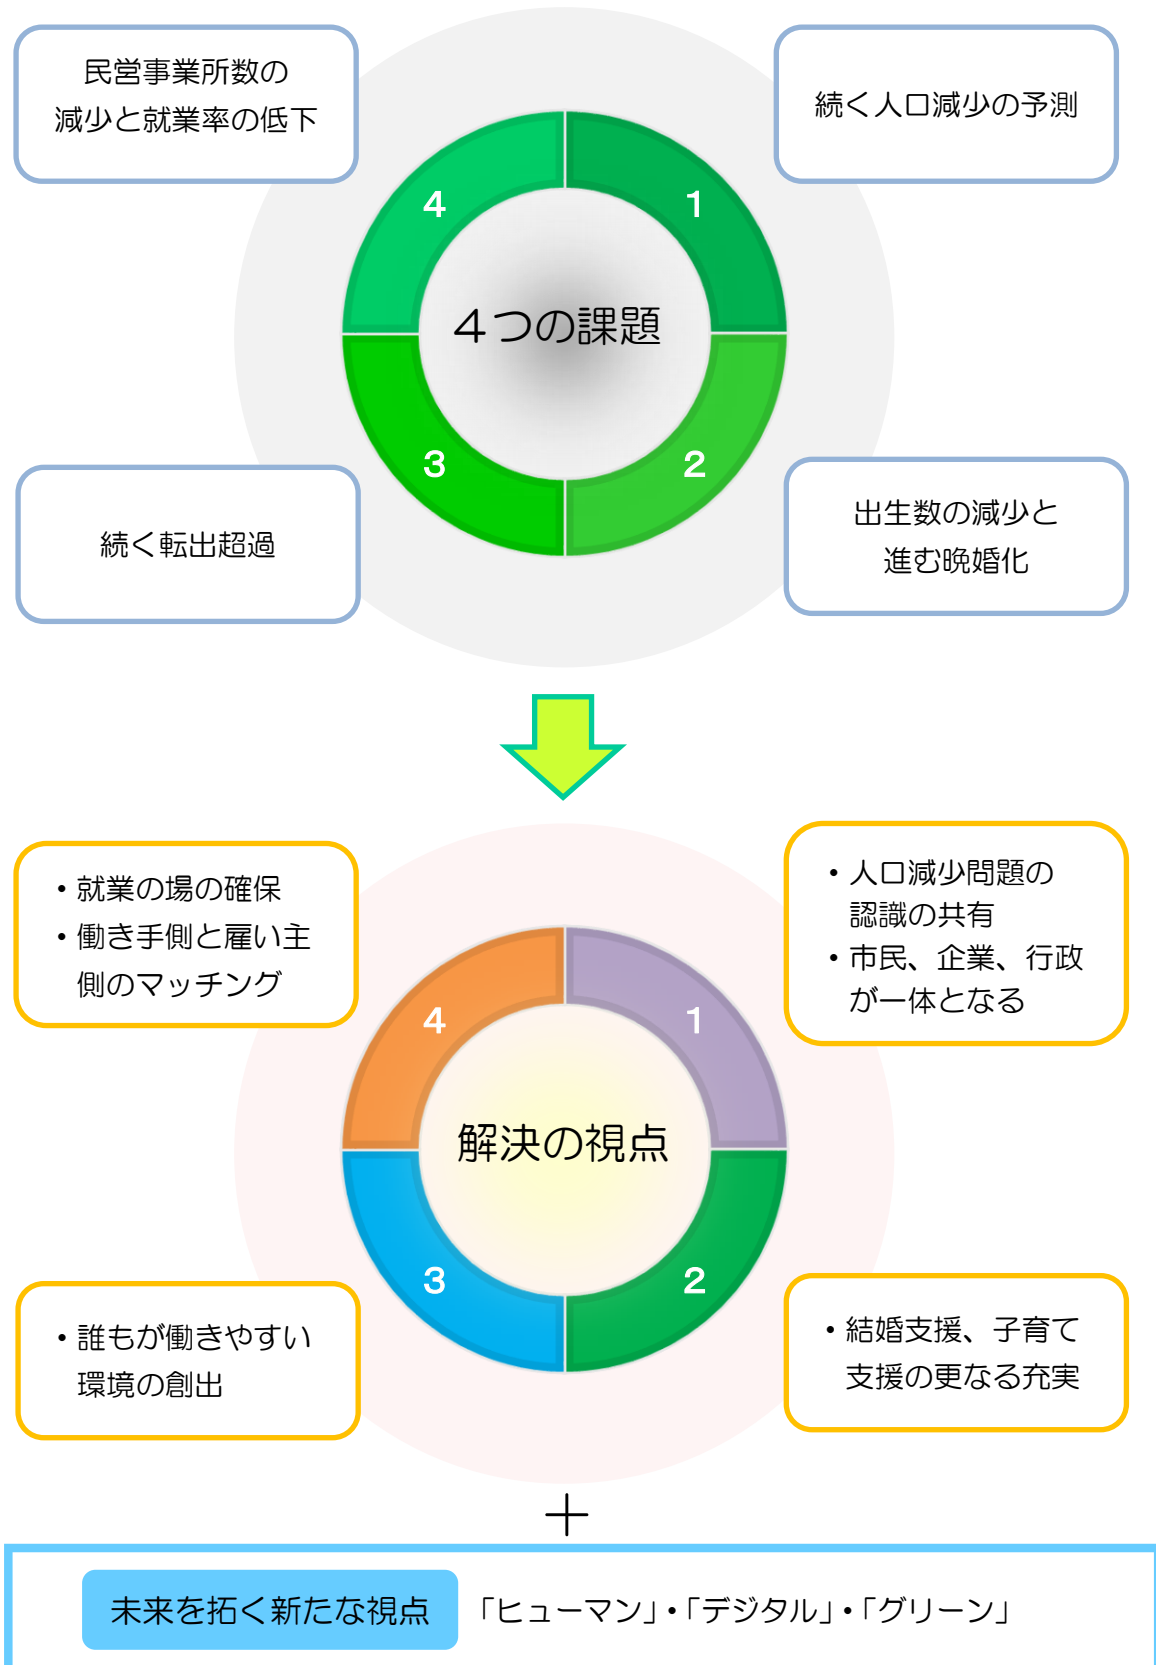 民営事業所数の
減少と就業率の低下
続く人口減少の予測
4
1
４つの課題
3
2
続く転出超過
出生数の減少と
進む晩婚化
・就業の場の確保
・働き手側と雇い主
側のマッチング
・人口減少問題の
認識の共有
・市民、企業、行政
が一体となる
4
1
解決の視点
3
2
・誰もが働きやすい
環境の創出
・結婚支援、子育て
支援の更なる充実
＋
未来を拓く新たな視点 「ヒューマン」・「デジタル」・「グリーン」